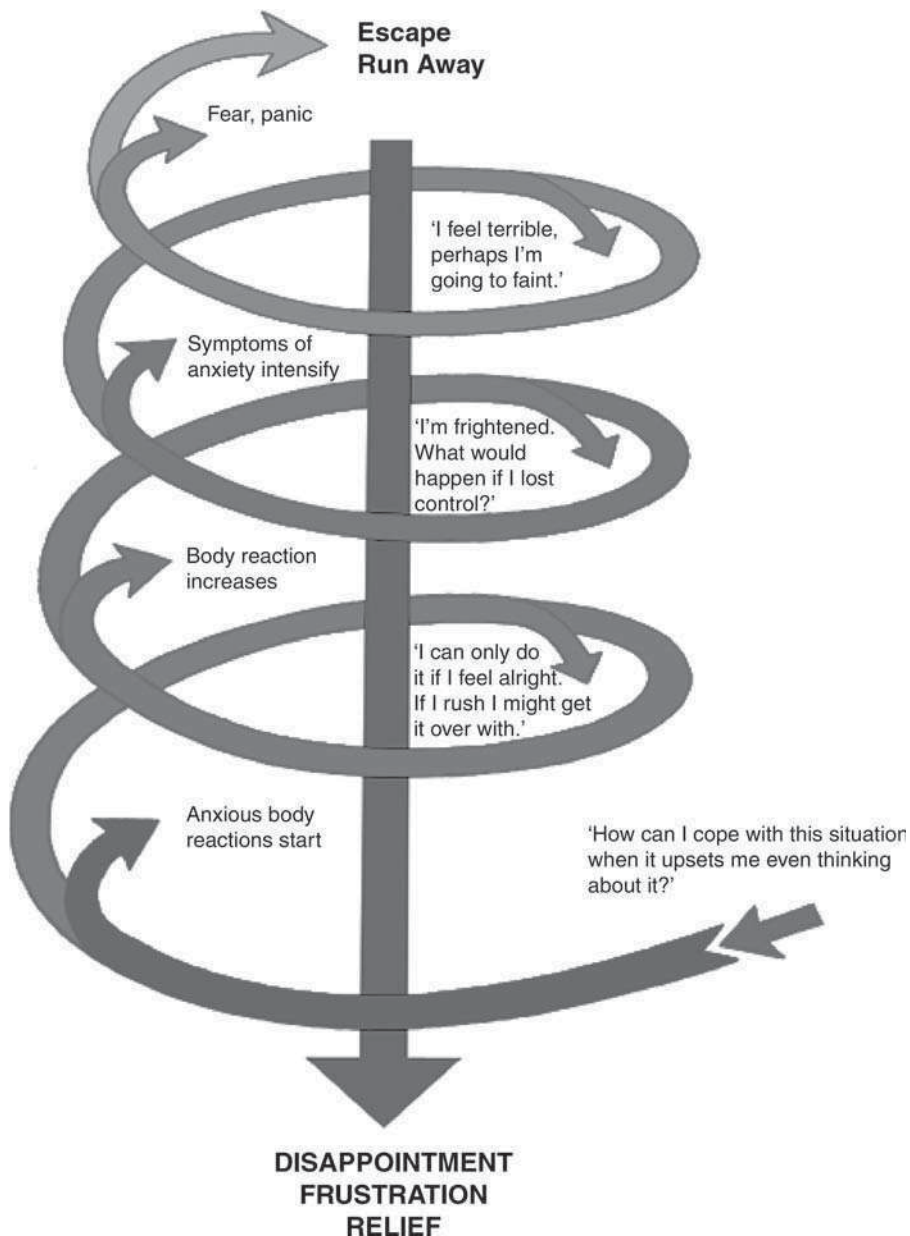 Escape
Run Away
Fear, panic
‘I feel terrible,
perhaps I’m
going to faint.’
Symptoms of
anxiety intensify
‘I’m frightened.
What would
happen if I lost
control?’
Body reaction
increases
‘I can only do
it if I feel alright.
If I rush I might get
it over with.’
Anxious body
reactions start
‘How can I cope with this situation
when it upsets me even thinking
about it?’
DISAPPOINTMENT
FRUSTRATION
RELIEF